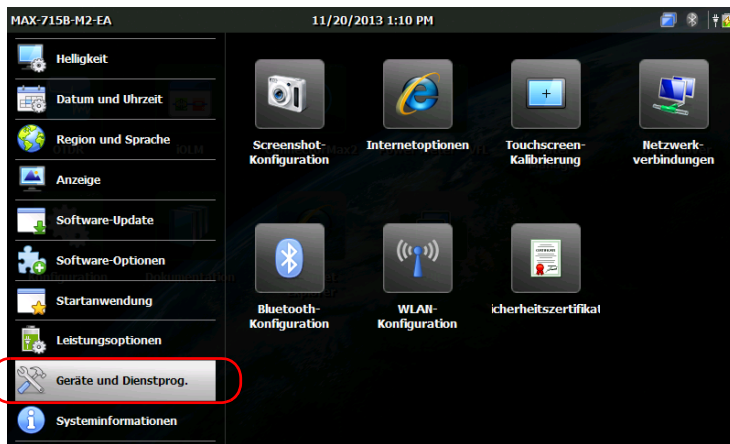 MAX-715B-M2-EA
11/20/2013 1:10 PM
Helligkeit
Datum und Uhrzeit
Region und Sprache
Anzeige
Software-Update
Software-Optionen
Startanwendung
Leistungsoptionen
Geräte und Dienstprog.
Systeminformationen
Screenshot-
Konfiguration
Internetoptionen
Touchscreen-
Kalibrierung
Netzwerk-
verbindungen
Bluetooth-
Konfiguration
WLAN-
Konfiguration
icherheitszertifikat